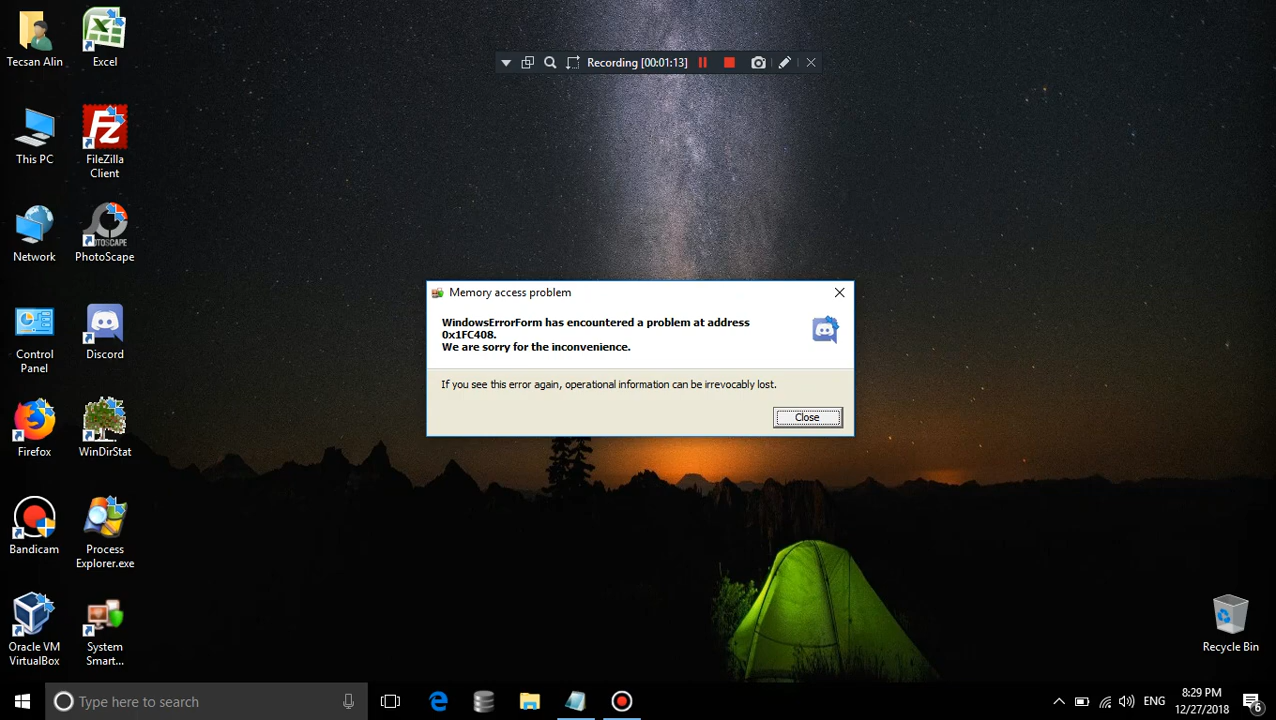 Recording [00:01:13]
Tecsan Alin
Excel
This PC
FileZilla
Client
Network
PhotoScape
Control
Panel
Discord
Firefox
WinDirStat
Bandicam
Process
Explorer.exe
Oracle VM
VirtualBox
System
Smart...
Memory access problem
WindowsErrorForm has encountered a problem at address
0x1FC408.
We are sorry for the inconvenience.
If you see this error again, operational information can be irrevocably lost.
Close
Recycle Bin
Type here to search
ENG
8:29 PM
12/27/2018
6